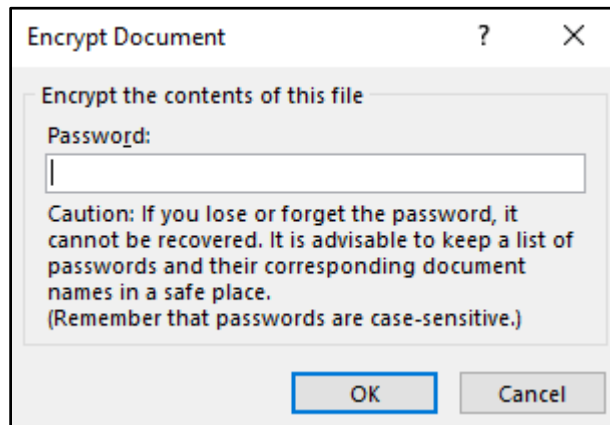 Encrypt Document ?
Encrypt the contents of this file
Password:
Caution: If you lose or forget the password, it
cannot be recovered. It is advisable to keep a list of
passwords and their corresponding document
names in a safe place.
(Remember that passwords are case-sensitive.)
OK Cancel